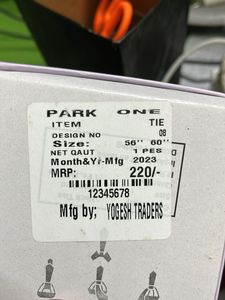 PARK ONE
ITEM TIE
DESIGN NO 08
Size: 56" 60"
NET QAUT 1 PES
Month&Yr-Mfg 2023
MRP: 220/-
12345678
Mfg by; YOGESH TRADERS